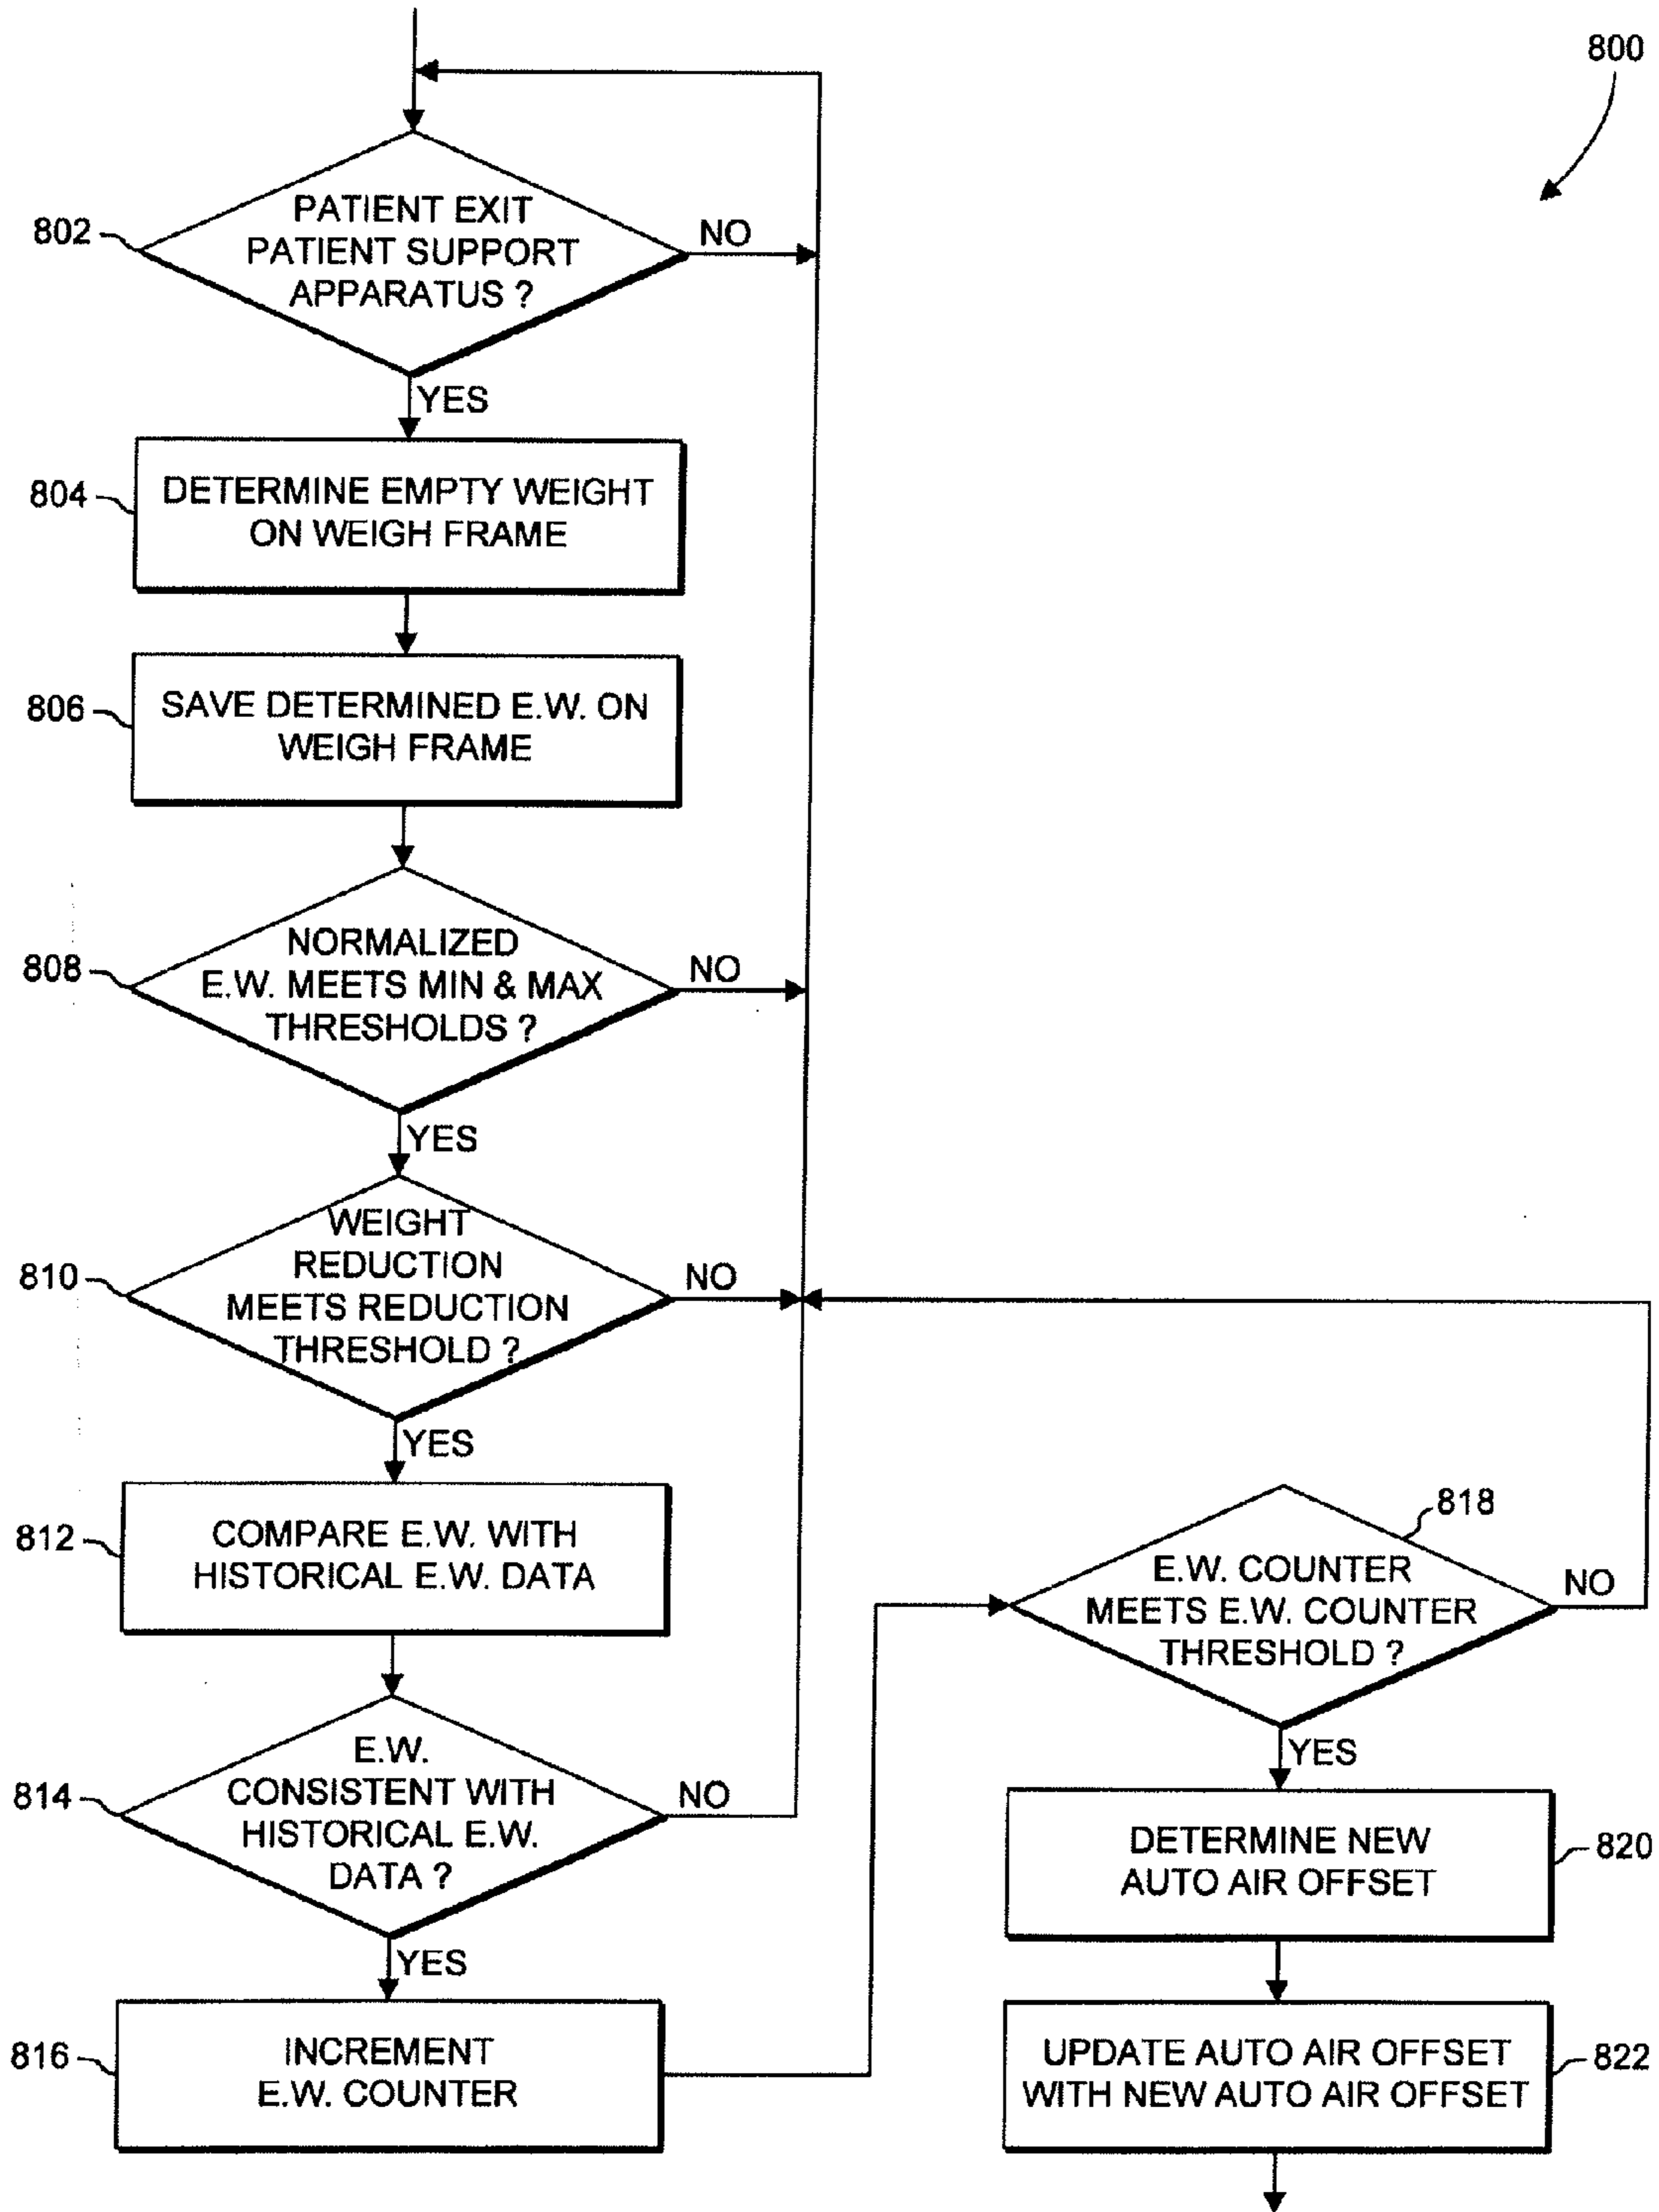 800
802
PATIENT EXIT
PATIENT SUPPORT
APPARATUS ?
NO
YES
804
DETERMINE EMPTY WEIGHT
ON WEIGH FRAME
806
SAVE DETERMINED E.W. ON
WEIGH FRAME
808
NORMALIZED
E.W. MEETS MIN & MAX
THRESHOLDS ?
NO
YES
810
WEIGHT
REDUCTION
MEETS REDUCTION
THRESHOLD ?
NO
YES
812
COMPARE E.W. WITH
HISTORICAL E.W. DATA
814
E.W.
CONSISTENT WITH
HISTORICAL E.W.
DATA ?
NO
YES
816
INCREMENT
E.W. COUNTER
818
E.W. COUNTER
MEETS E.W. COUNTER
THRESHOLD ?
NO
YES
DETERMINE NEW
AUTO AIR OFFSET
820
UPDATE AUTO AIR OFFSET
WITH NEW AUTO AIR OFFSET
822